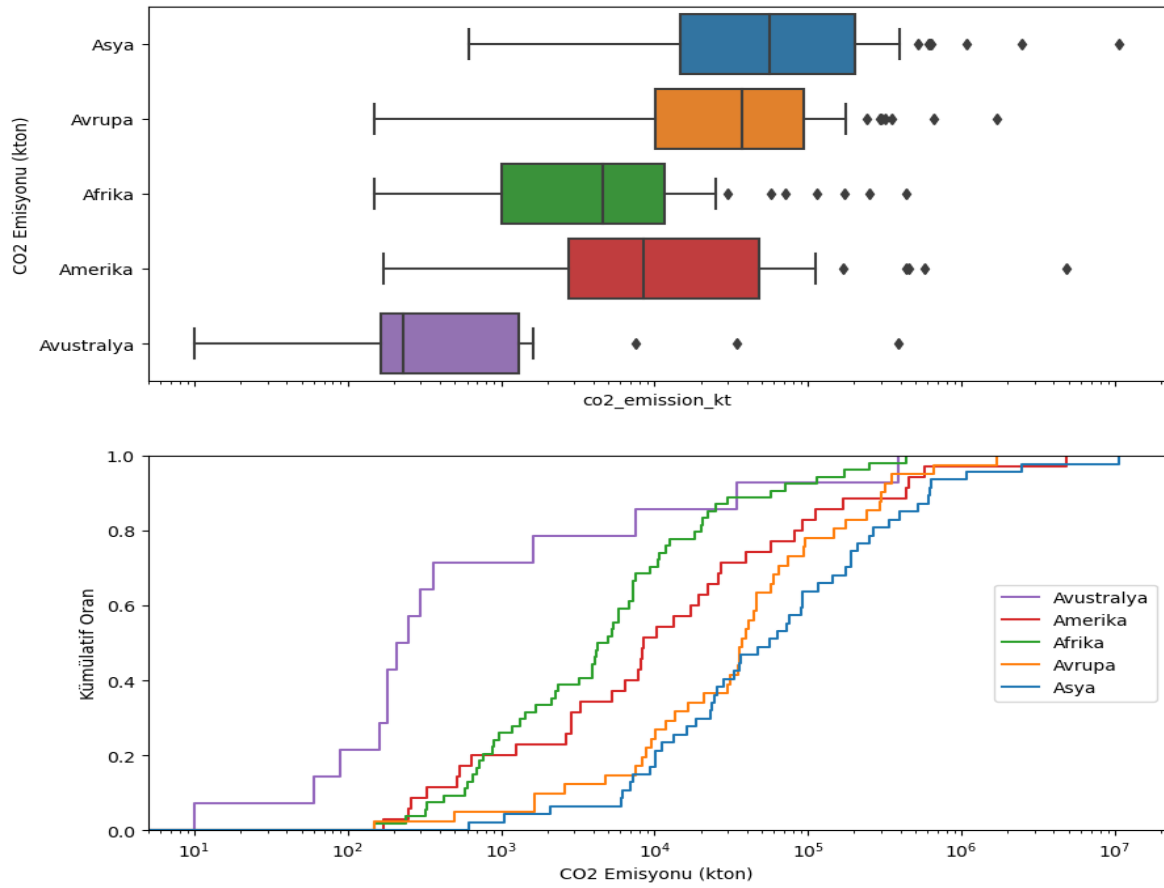 CO2 Emisyonu (kton)
Asya
Avrupa
Afrika
Amerika
Avustralya
co2_emission_kt
Kümülatif Oran
1.0
0.8
0.6
0.4
0.2
0.0
Avustralya
Amerika
Afrika
Avrupa
Asya
10¹ 10² 10³ 10⁴ 10⁵ 10⁶ 10⁷
CO2 Emisyonu (kton)